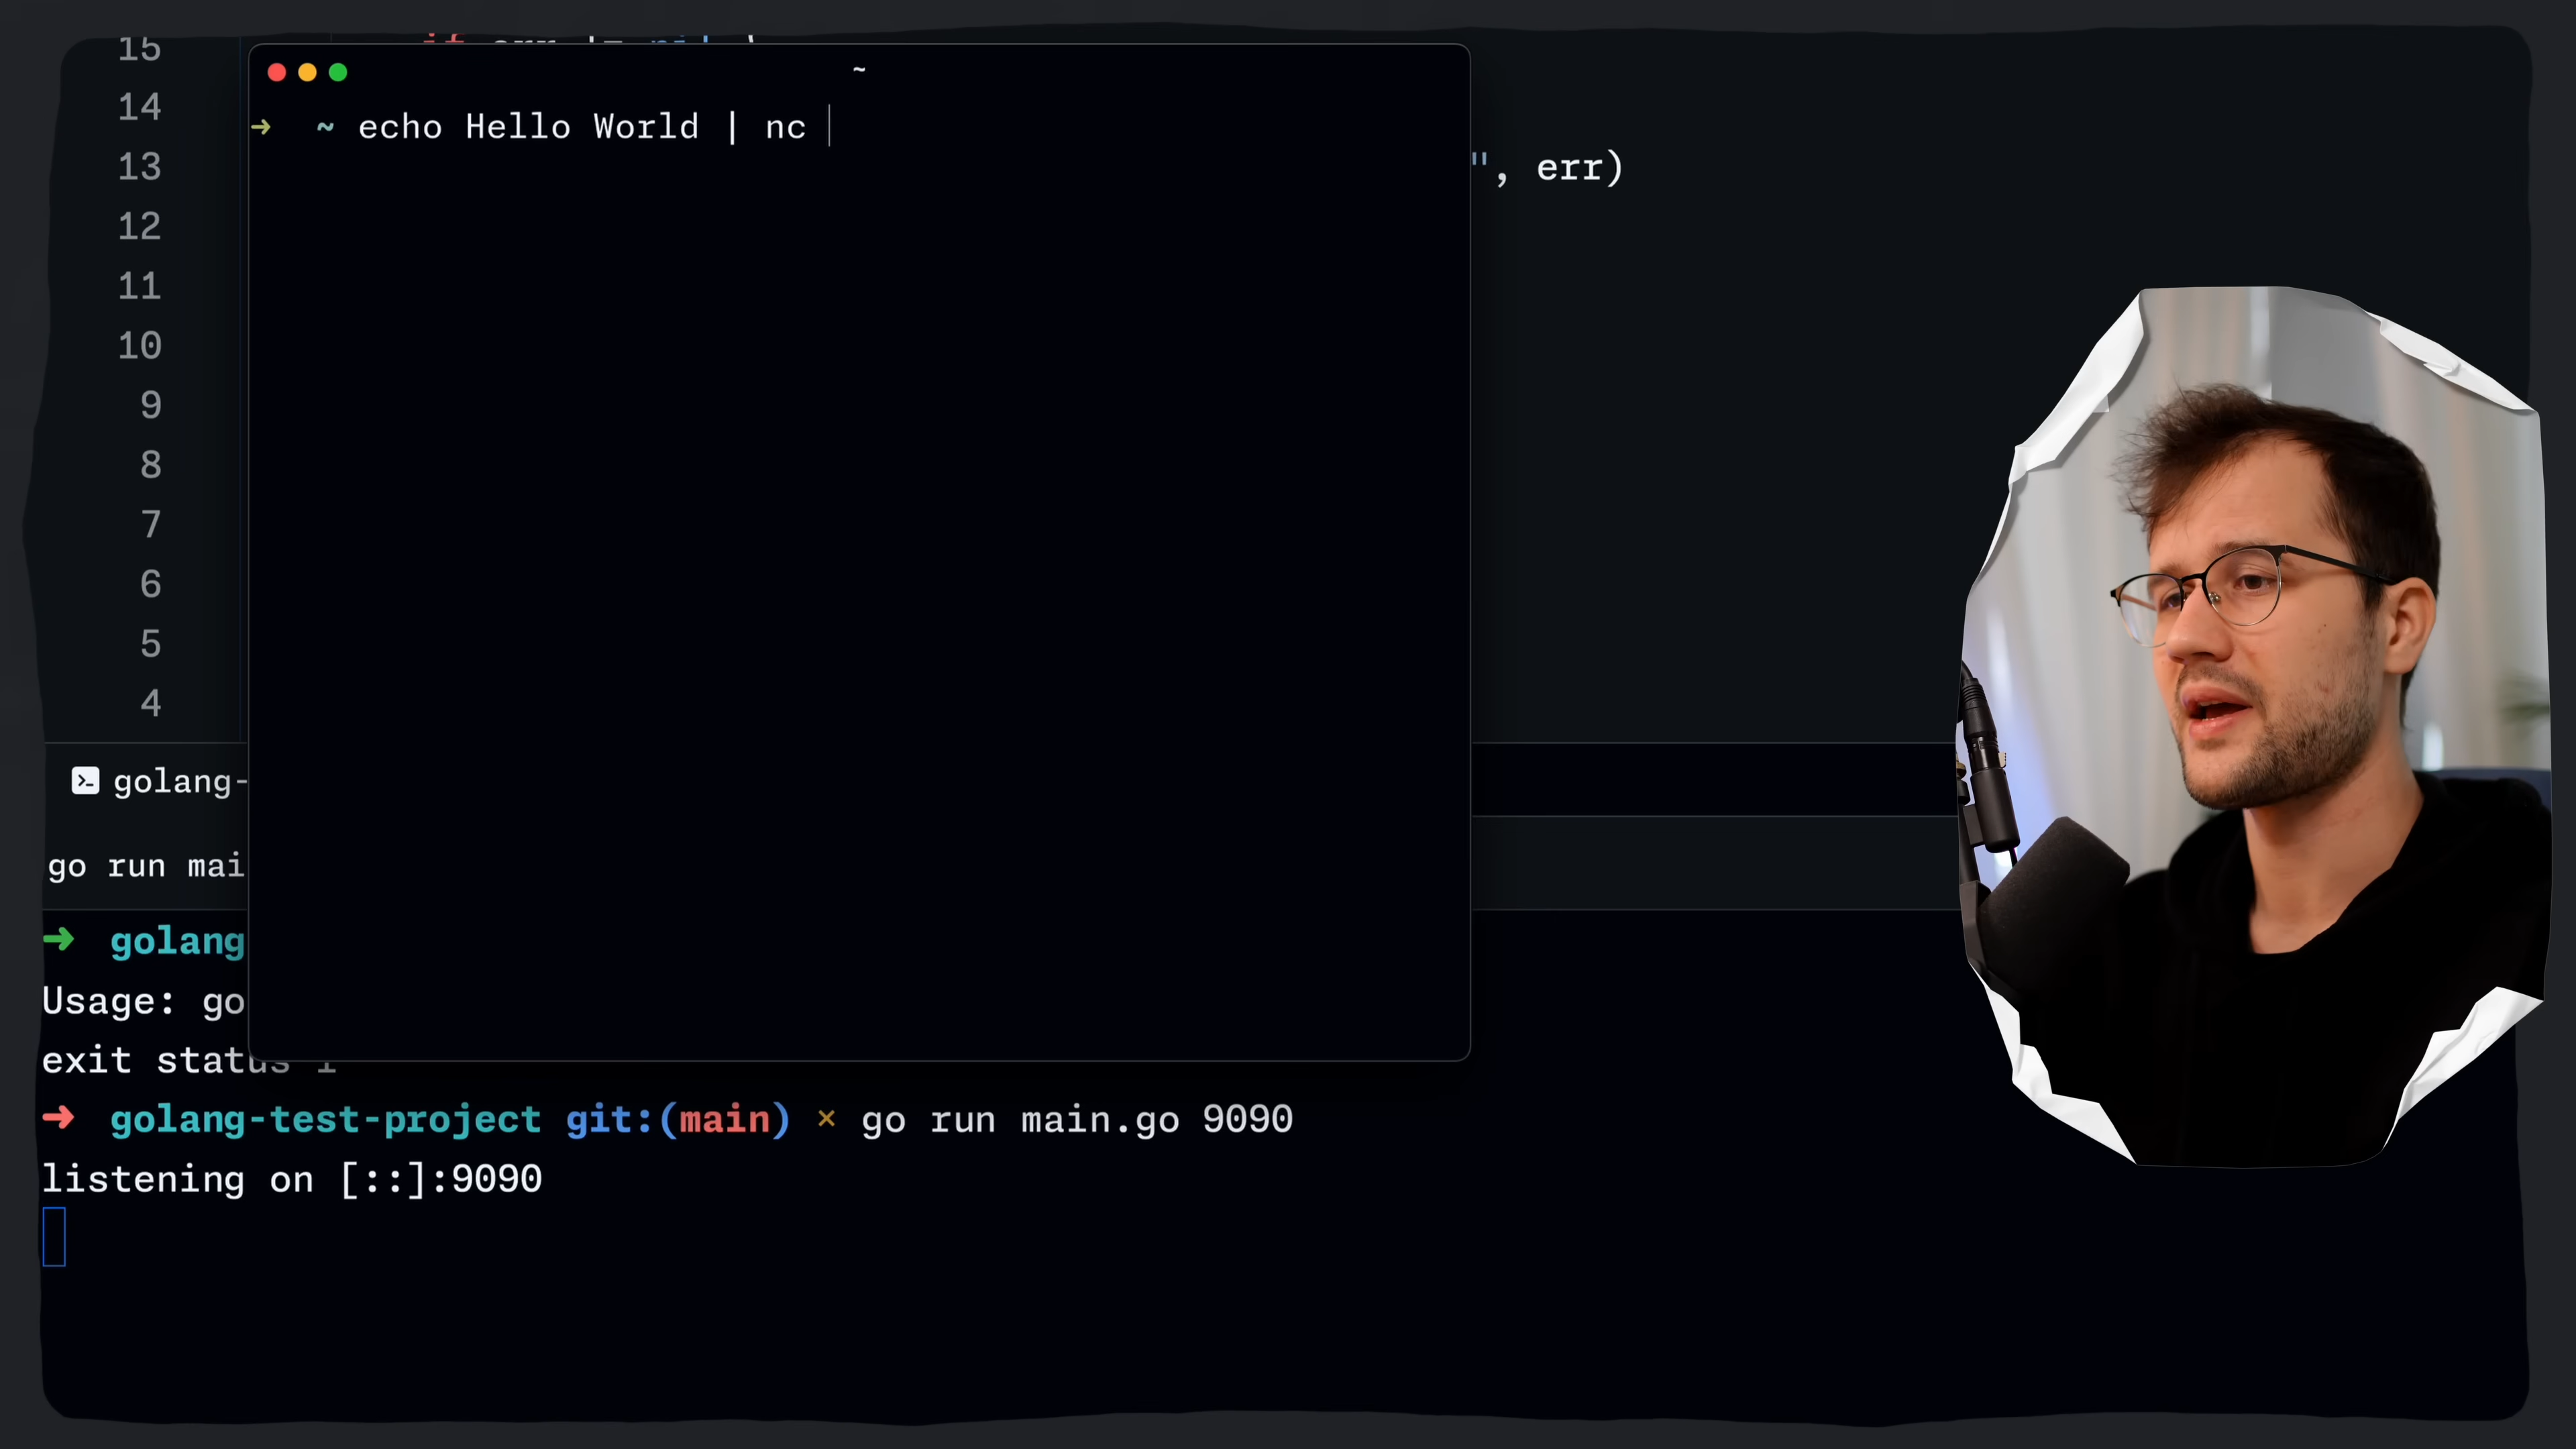 15
14
13
12
11
10
9
8
7
6
5
4
~
➜ ~ echo Hello World | nc
", err)
golang-
go run mai
➜ golang
Usage: go
exit status 1
➜ golang-test-project git:(main) × go run main.go 9090
listening on [::]:9090